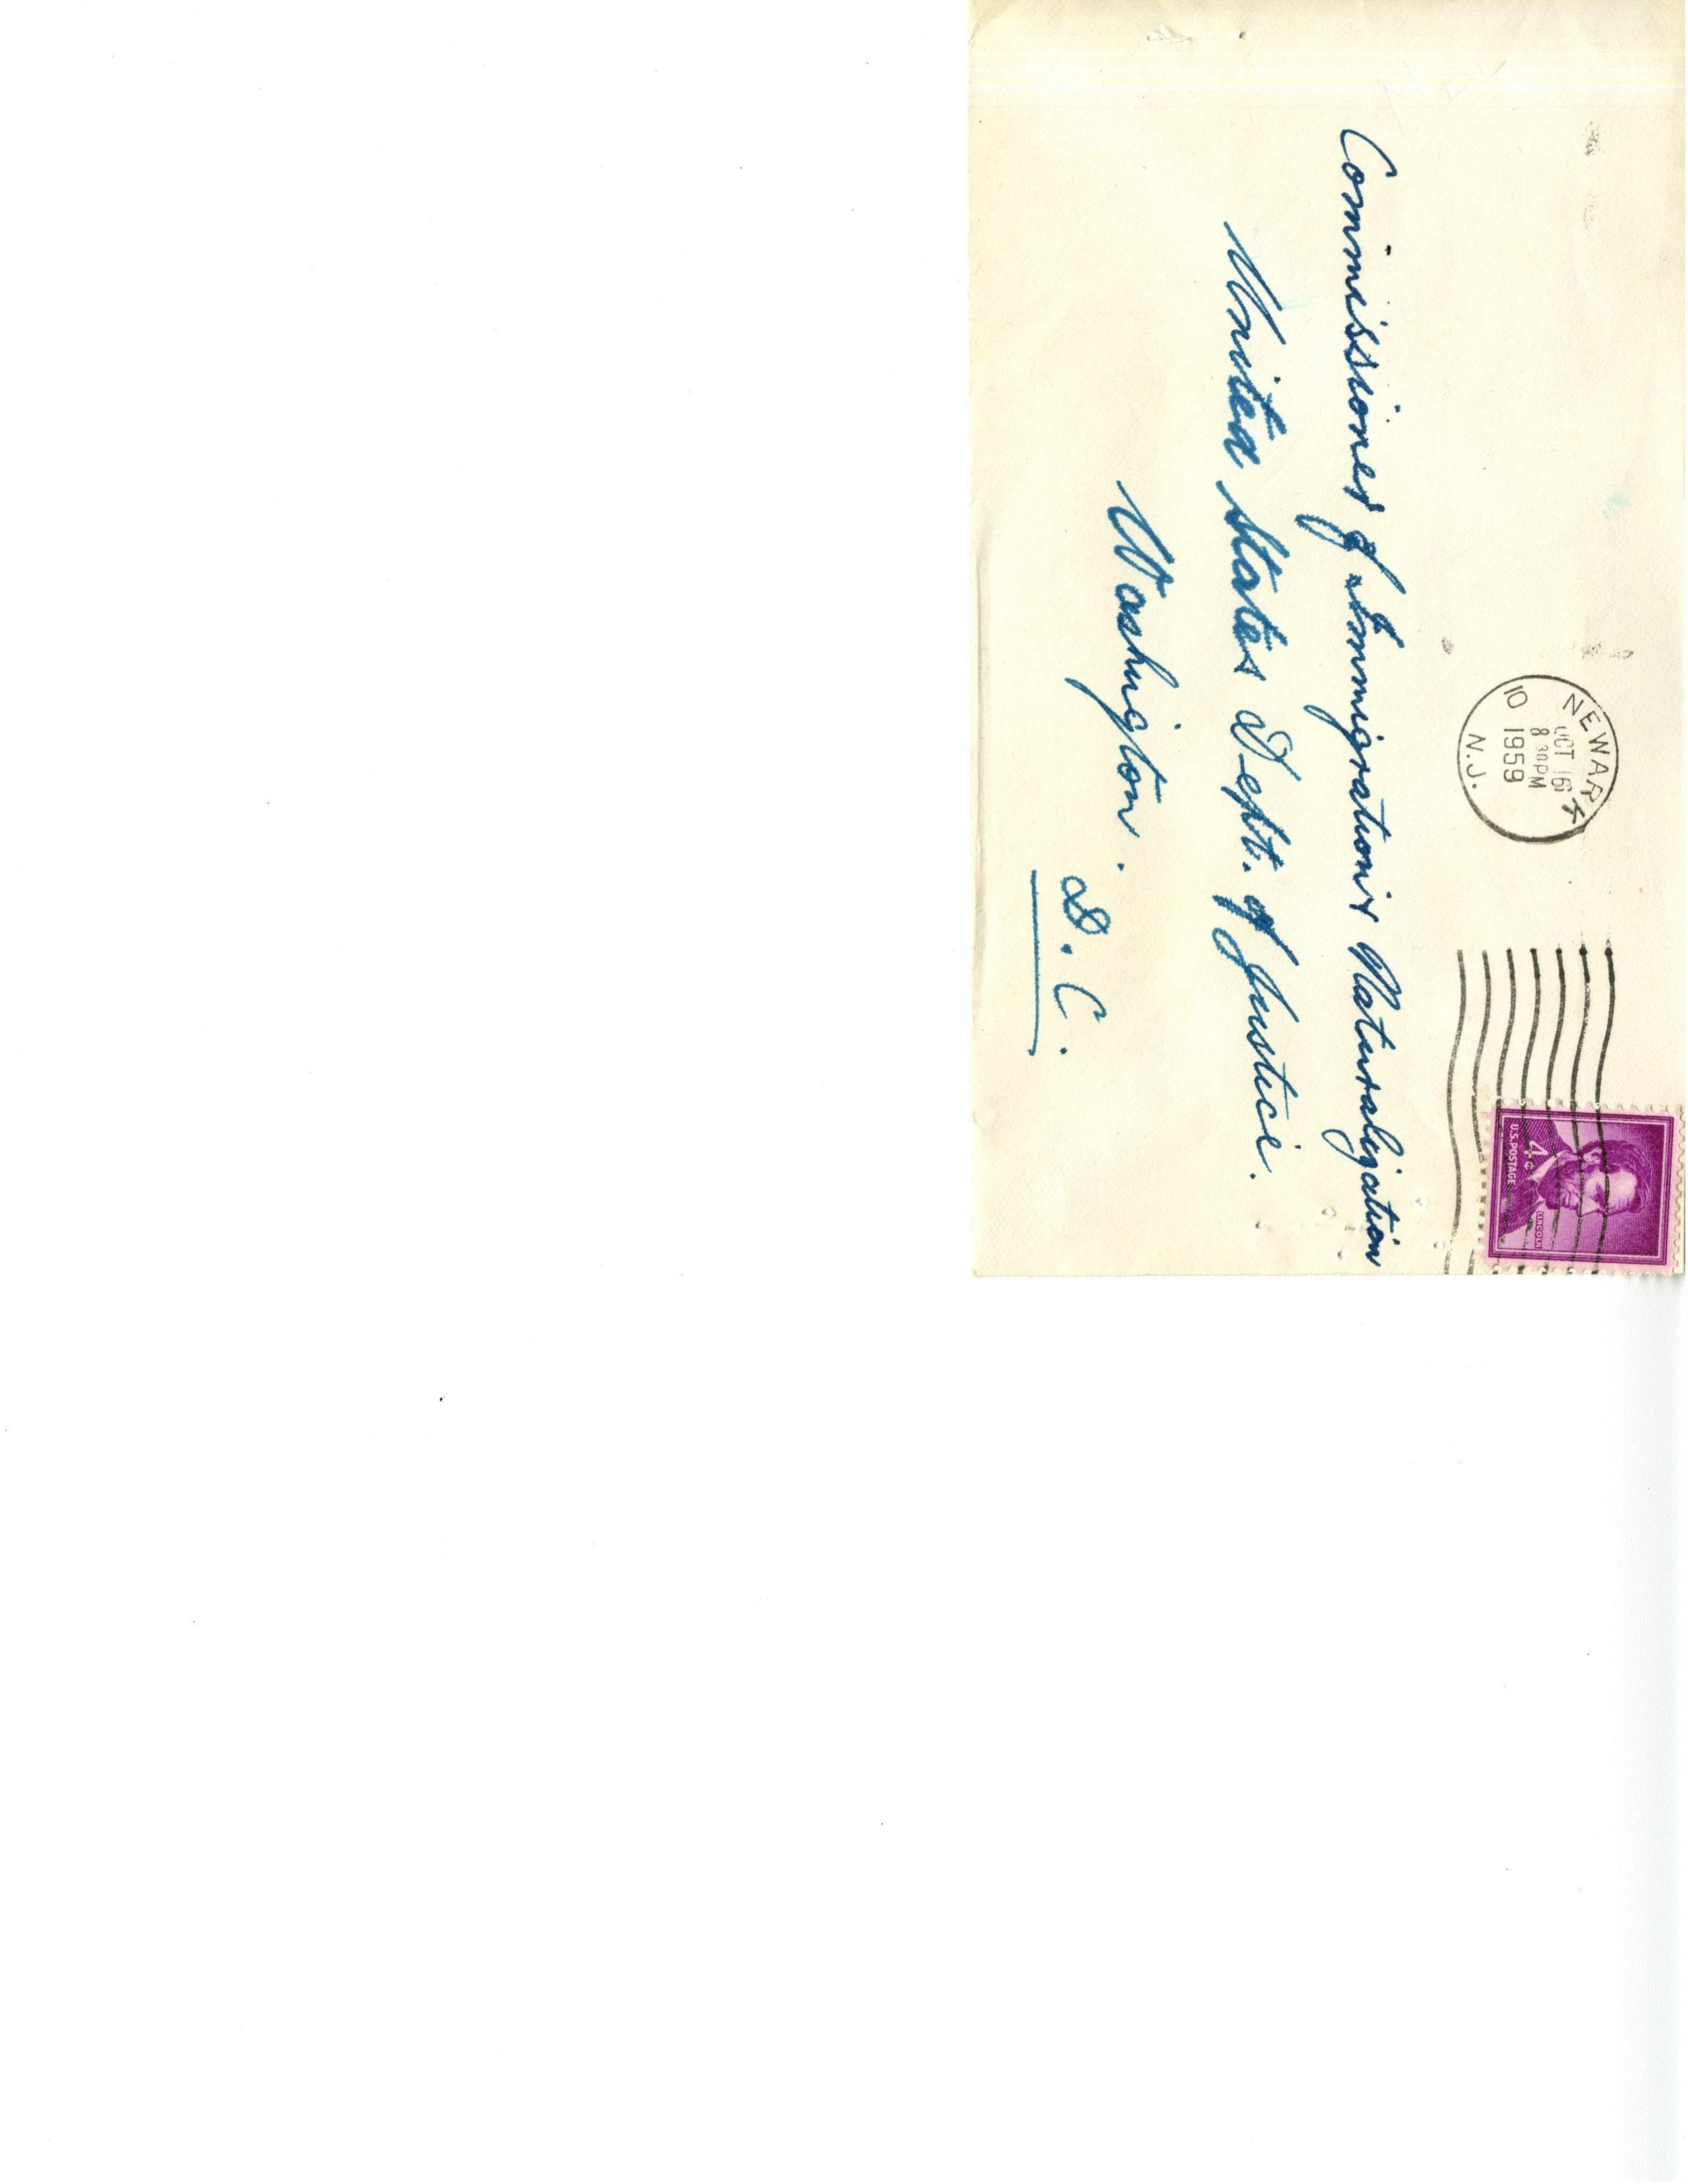 NEWARK
OCT 16
8 30 PM
1959
10
N.J.
4¢
LINCOLN
U.S. POSTAGE
Commissioner of Immigration & Naturalization
United States Dept. of Justice.
Washington.
D.C.